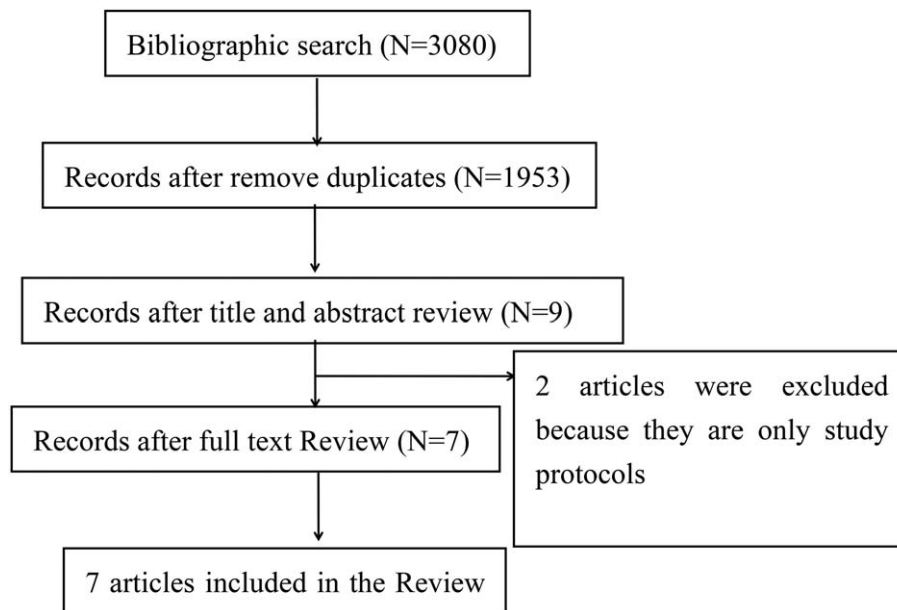 Bibliographic search (N=3080)
Records after remove duplicates (N=1953)
Records after title and abstract review (N=9)
2 articles were excluded
because they are only study
protocols
Records after full text Review (N=7)
7 articles included in the Review